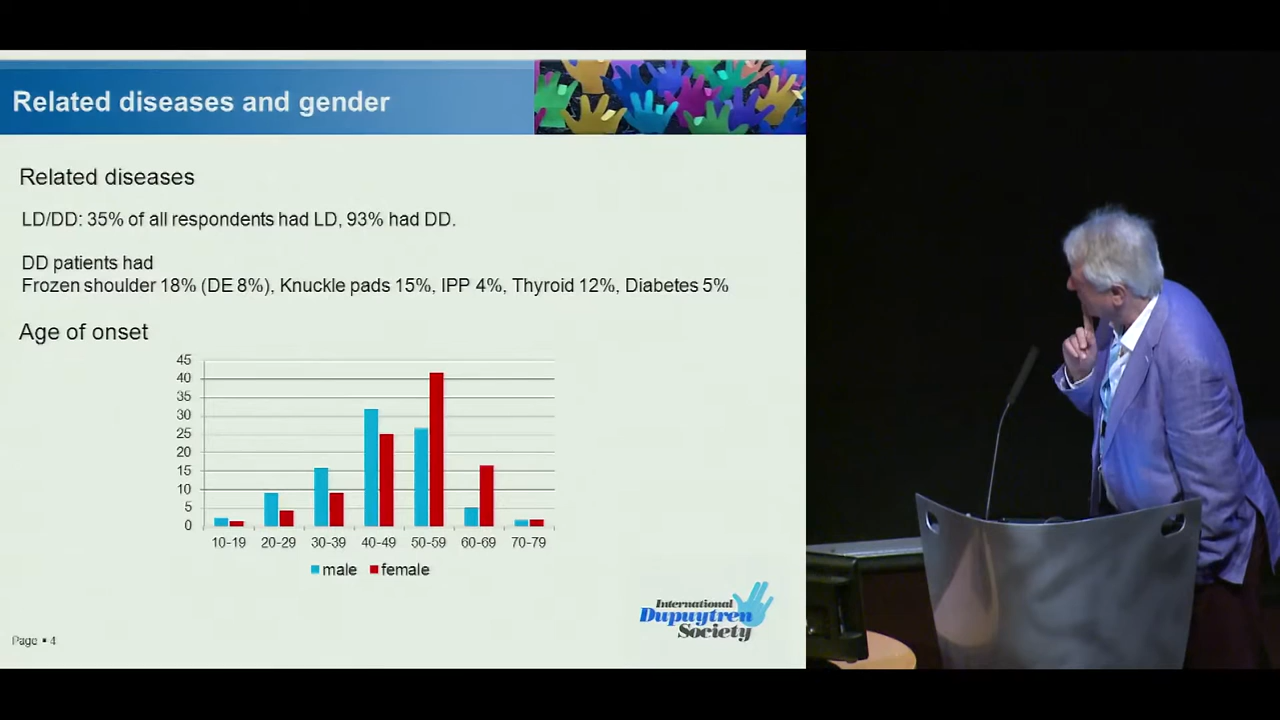 Related diseases and gender
Related diseases
LD/DD: 35% of all respondents had LD, 93% had DD.
DD patients had
Frozen shoulder 18% (DE 8%), Knuckle pads 15%, IPP 4%, Thyroid 12%, Diabetes 5%
Age of onset
45
40
35
30
25
20
15
10
5
0
10-19 20-29 30-39 40-49 50-59 60-69 70-79
male female
International
Dupuytren
Society
Page ▪ 4